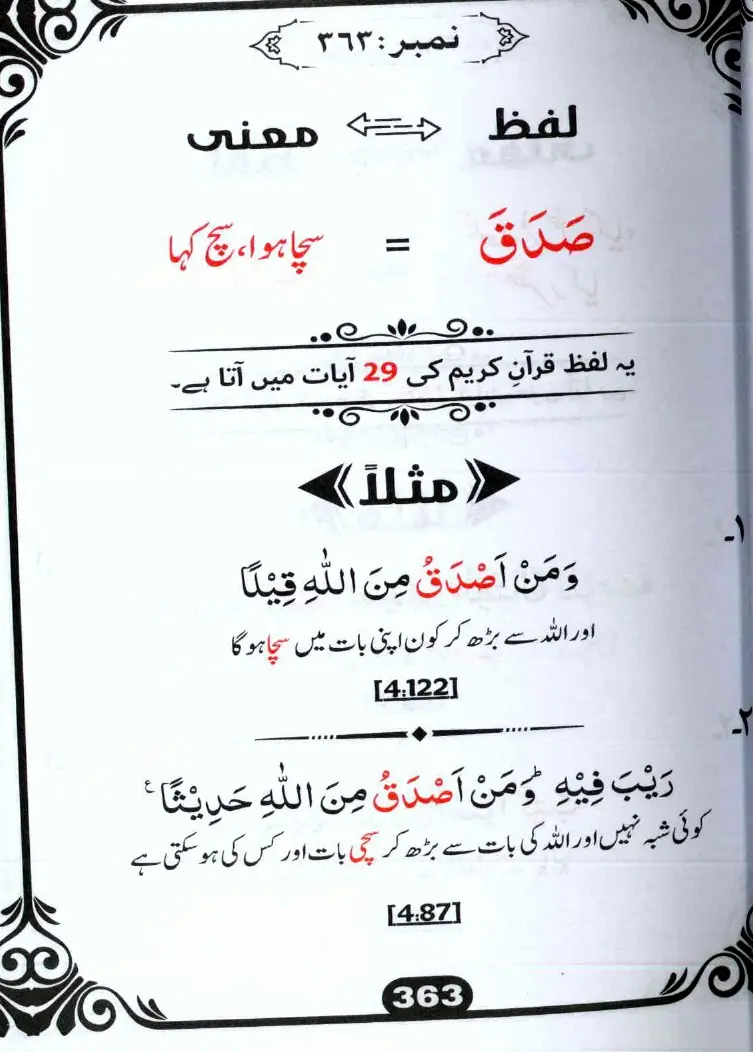 نمبر: ۳۶۳
لفظ ⇐⇒ معنی
صَدَقَ = سچا ہوا، سچ کہا
یہ لفظ قرآنِ کریم کی 29 آیات میں آتا ہے۔
مثلاً
۱-
وَمَنْ اَصْدَقُ مِنَ اللّٰهِ قِيْلًا
اور اللہ سے بڑھ کر کون اپنی بات میں سچا ہو گا
[4:122]
۲-
رَيْبَ فِيْهِ ؕ وَمَنْ اَصْدَقُ مِنَ اللّٰهِ حَدِيْثًا ع
کوئی شبہ نہیں اور اللہ کی بات سے بڑھ کر سچی بات اور کس کی ہو سکتی ہے
[4:87]
363